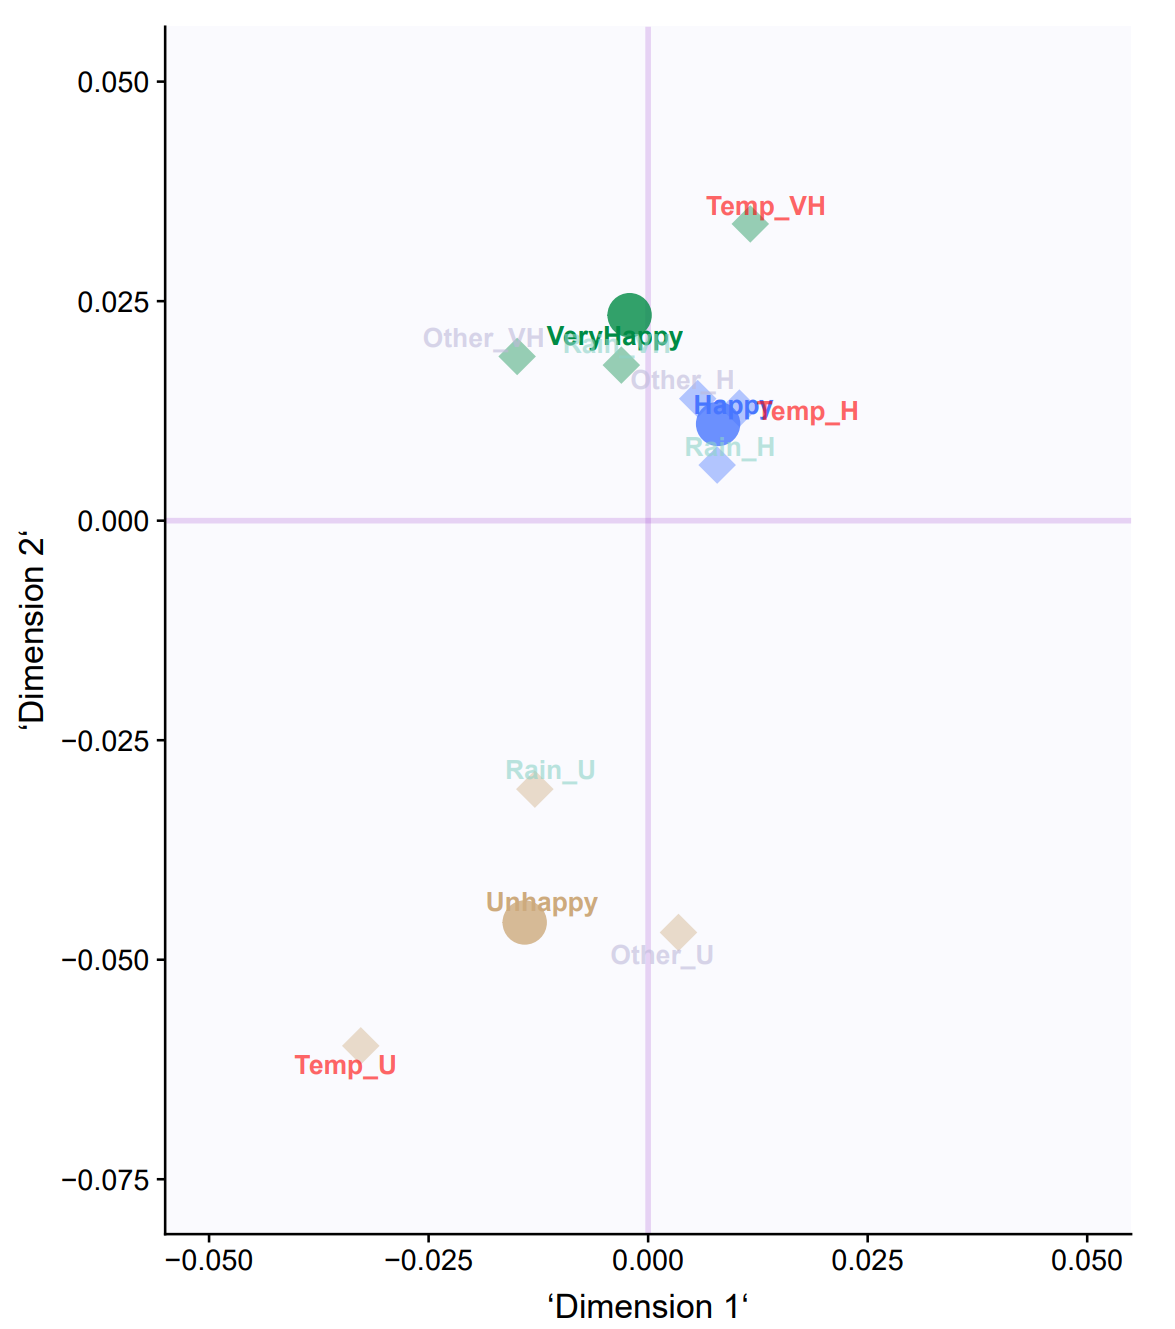 0.050
Temp_VH
0.025
Other_VH
VeryHappy
Rain_VH
Other_H
Happy
Temp_H
Rain_H
0.000
‘Dimension 2‘
−0.025
Rain_U
Unhappy
Other_U
−0.050
Temp_U
−0.075
−0.050 −0.025 0.000 0.025 0.050
‘Dimension 1‘